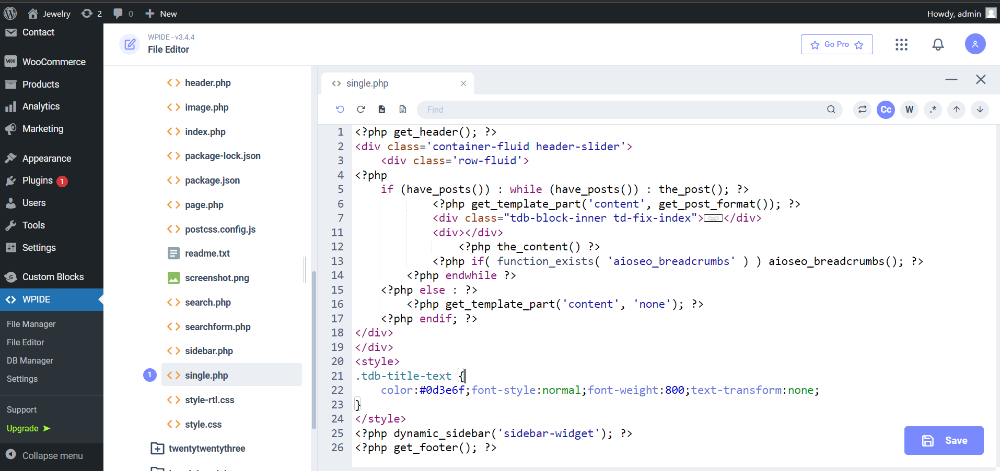 Jewelry
2
0
New
Howdy, admin
Contact
WooCommerce
Products
Analytics
Marketing
Appearance
Plugins 1
Users
Tools
Settings
Custom Blocks
WPIDE
File Manager
File Editor
DB Manager
Settings
Support
Upgrade ➤
Collapse menu
WPIDE - v3.4.4
File Editor
Go Pro
header.php
image.php
index.php
package-lock.json
package.json
page.php
postcss.config.js
readme.txt
screenshot.png
search.php
searchform.php
sidebar.php
1 single.php
style-rtl.css
style.css
twentytwentythree
single.php
Find
Cc
W
.*
1 <?php get_header(); ?>
2 <div class='container-fluid header-slider'>
3     <div class='row-fluid'>
4 <?php
5     if (have_posts()) : while (have_posts()) : the_post(); ?>
6             <?php get_template_part('content', get_post_format()); ?>
7             <div class="tdb-block-inner td-fix-index"></div>
11             <div></div>
12                 <?php the_content() ?>
13             <?php if( function_exists( 'aioseo_breadcrumbs' ) ) aioseo_breadcrumbs(); ?>
14         <?php endwhile ?>
15     <?php else : ?>
16         <?php get_template_part('content', 'none'); ?>
17     <?php endif; ?>
18 </div>
19 </div>
20 <style>
21 .tdb-title-text {
22     color:#0d3e6f;font-style:normal;font-weight:800;text-transform:none;
23 }
24 </style>
25 <?php dynamic_sidebar('sidebar-widget'); ?>
26 <?php get_footer(); ?>
Save